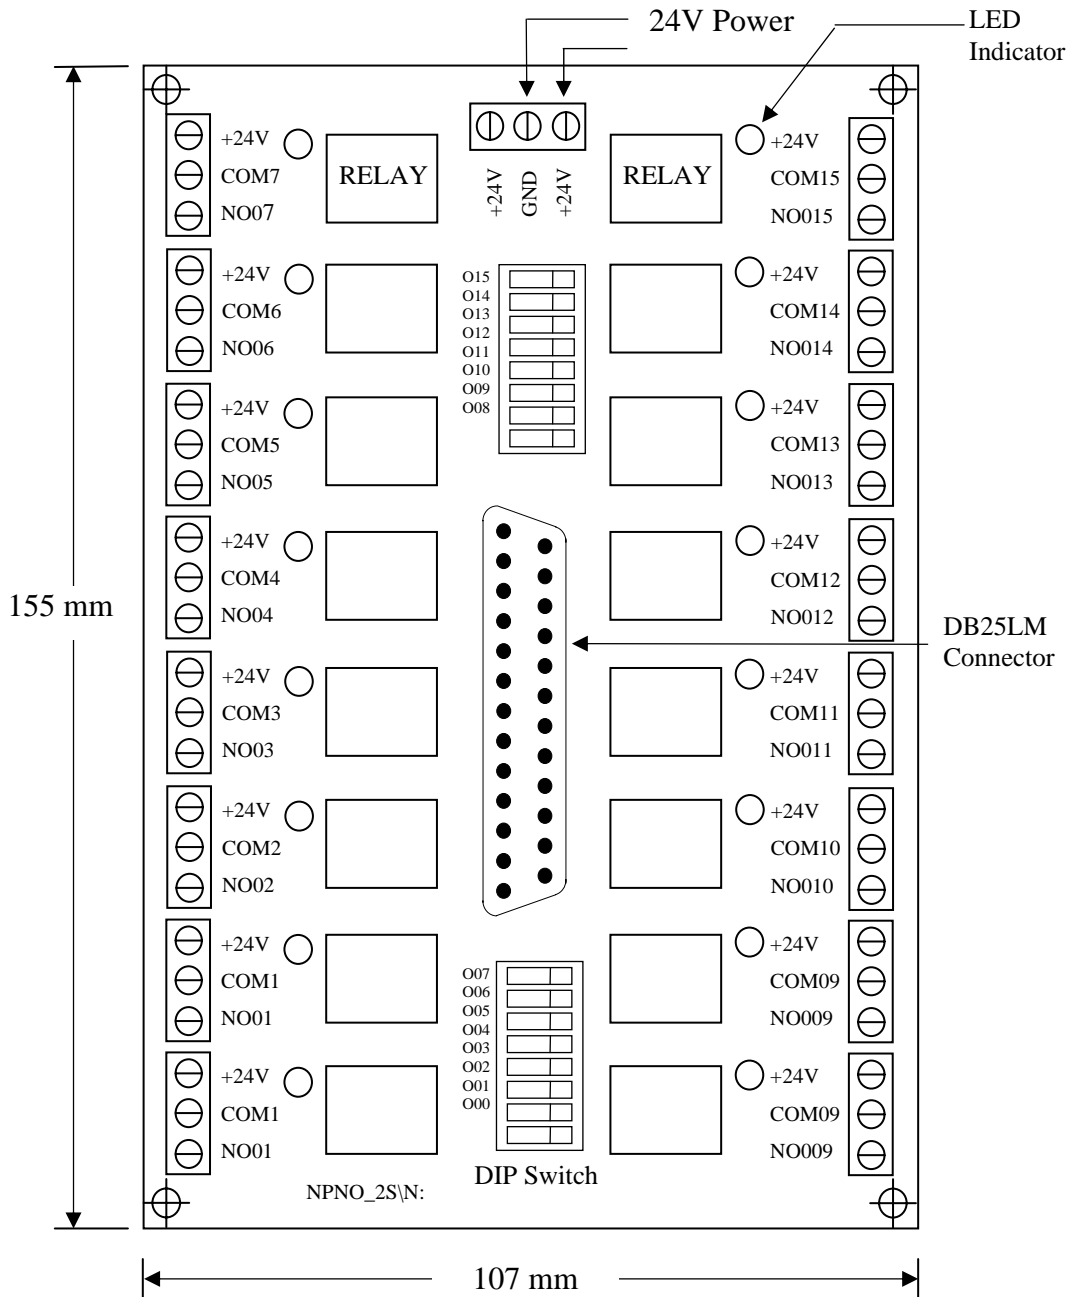 24V Power
LED
Indicator
+24V
COM7
NO07
RELAY
+24V
GND
+24V
RELAY
+24V
COM15
NO015
+24V
COM6
NO06
O15
O14
O13
O12
O11
O10
O09
O08
+24V
COM14
NO014
+24V
COM5
NO05
+24V
COM13
NO013
+24V
COM4
NO04
+24V
COM12
NO012
155 mm
DB25LM
Connector
+24V
COM3
NO03
+24V
COM11
NO011
+24V
COM2
NO02
+24V
COM10
NO010
+24V
COM1
NO01
O07
O06
O05
O04
O03
O02
O01
O00
+24V
COM09
NO009
+24V
COM1
NO01
+24V
COM09
NO009
DIP Switch
NPNO_2S\N:
107 mm